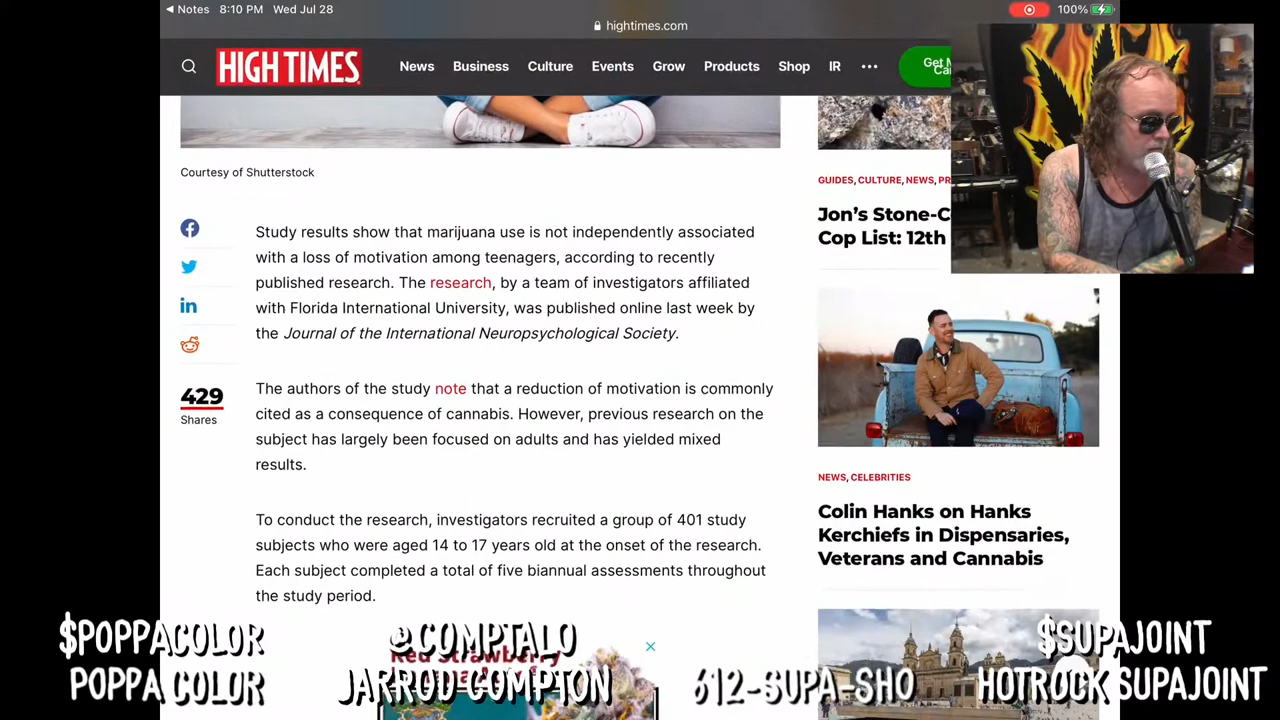 Notes 8:10 PM Wed Jul 28
100%
hightimes.com
HIGH TIMES
News Business Culture Events Grow Products Shop IR
Get
Courtesy of Shutterstock
Study results show that marijuana use is not independently associated
with a loss of motivation among teenagers, according to recently
published research. The research, by a team of investigators affiliated
with Florida International University, was published online last week by
the Journal of the International Neuropsychological Society.
429
Shares
The authors of the study note that a reduction of motivation is commonly
cited as a consequence of cannabis. However, previous research on the
subject has largely been focused on adults and has yielded mixed
results.
To conduct the research, investigators recruited a group of 401 study
subjects who were aged 14 to 17 years old at the onset of the research.
Each subject completed a total of five biannual assessments throughout
the study period.
GUIDES, CULTURE, NEWS, PR
Jon's Stone-C
Cop List: 12th
NEWS, CELEBRITIES
Colin Hanks on Hanks
Kerchiefs in Dispensaries,
Veterans and Cannabis
Red Strawberry
$POPPACOLOR
POPPA COLOR
@COMPTALO
JARROD COMPTON
612-SUPA-SHO
$SUPAJOINT
HOTROCK SUPAJOINT